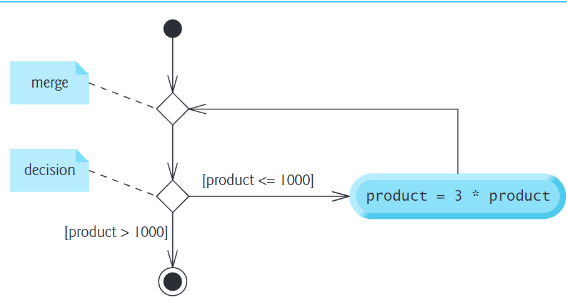 merge
decision
[product <= 1000]
product = 3 * product
[product > 1000]